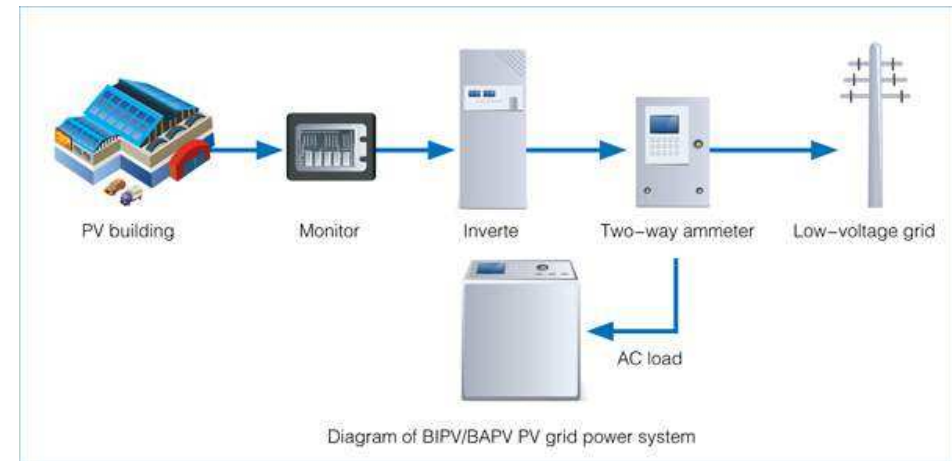 PV building
Monitor
Inverte
Two-way ammeter
Low-voltage grid
AC load
Diagram of BIPV/BAPV PV grid power system